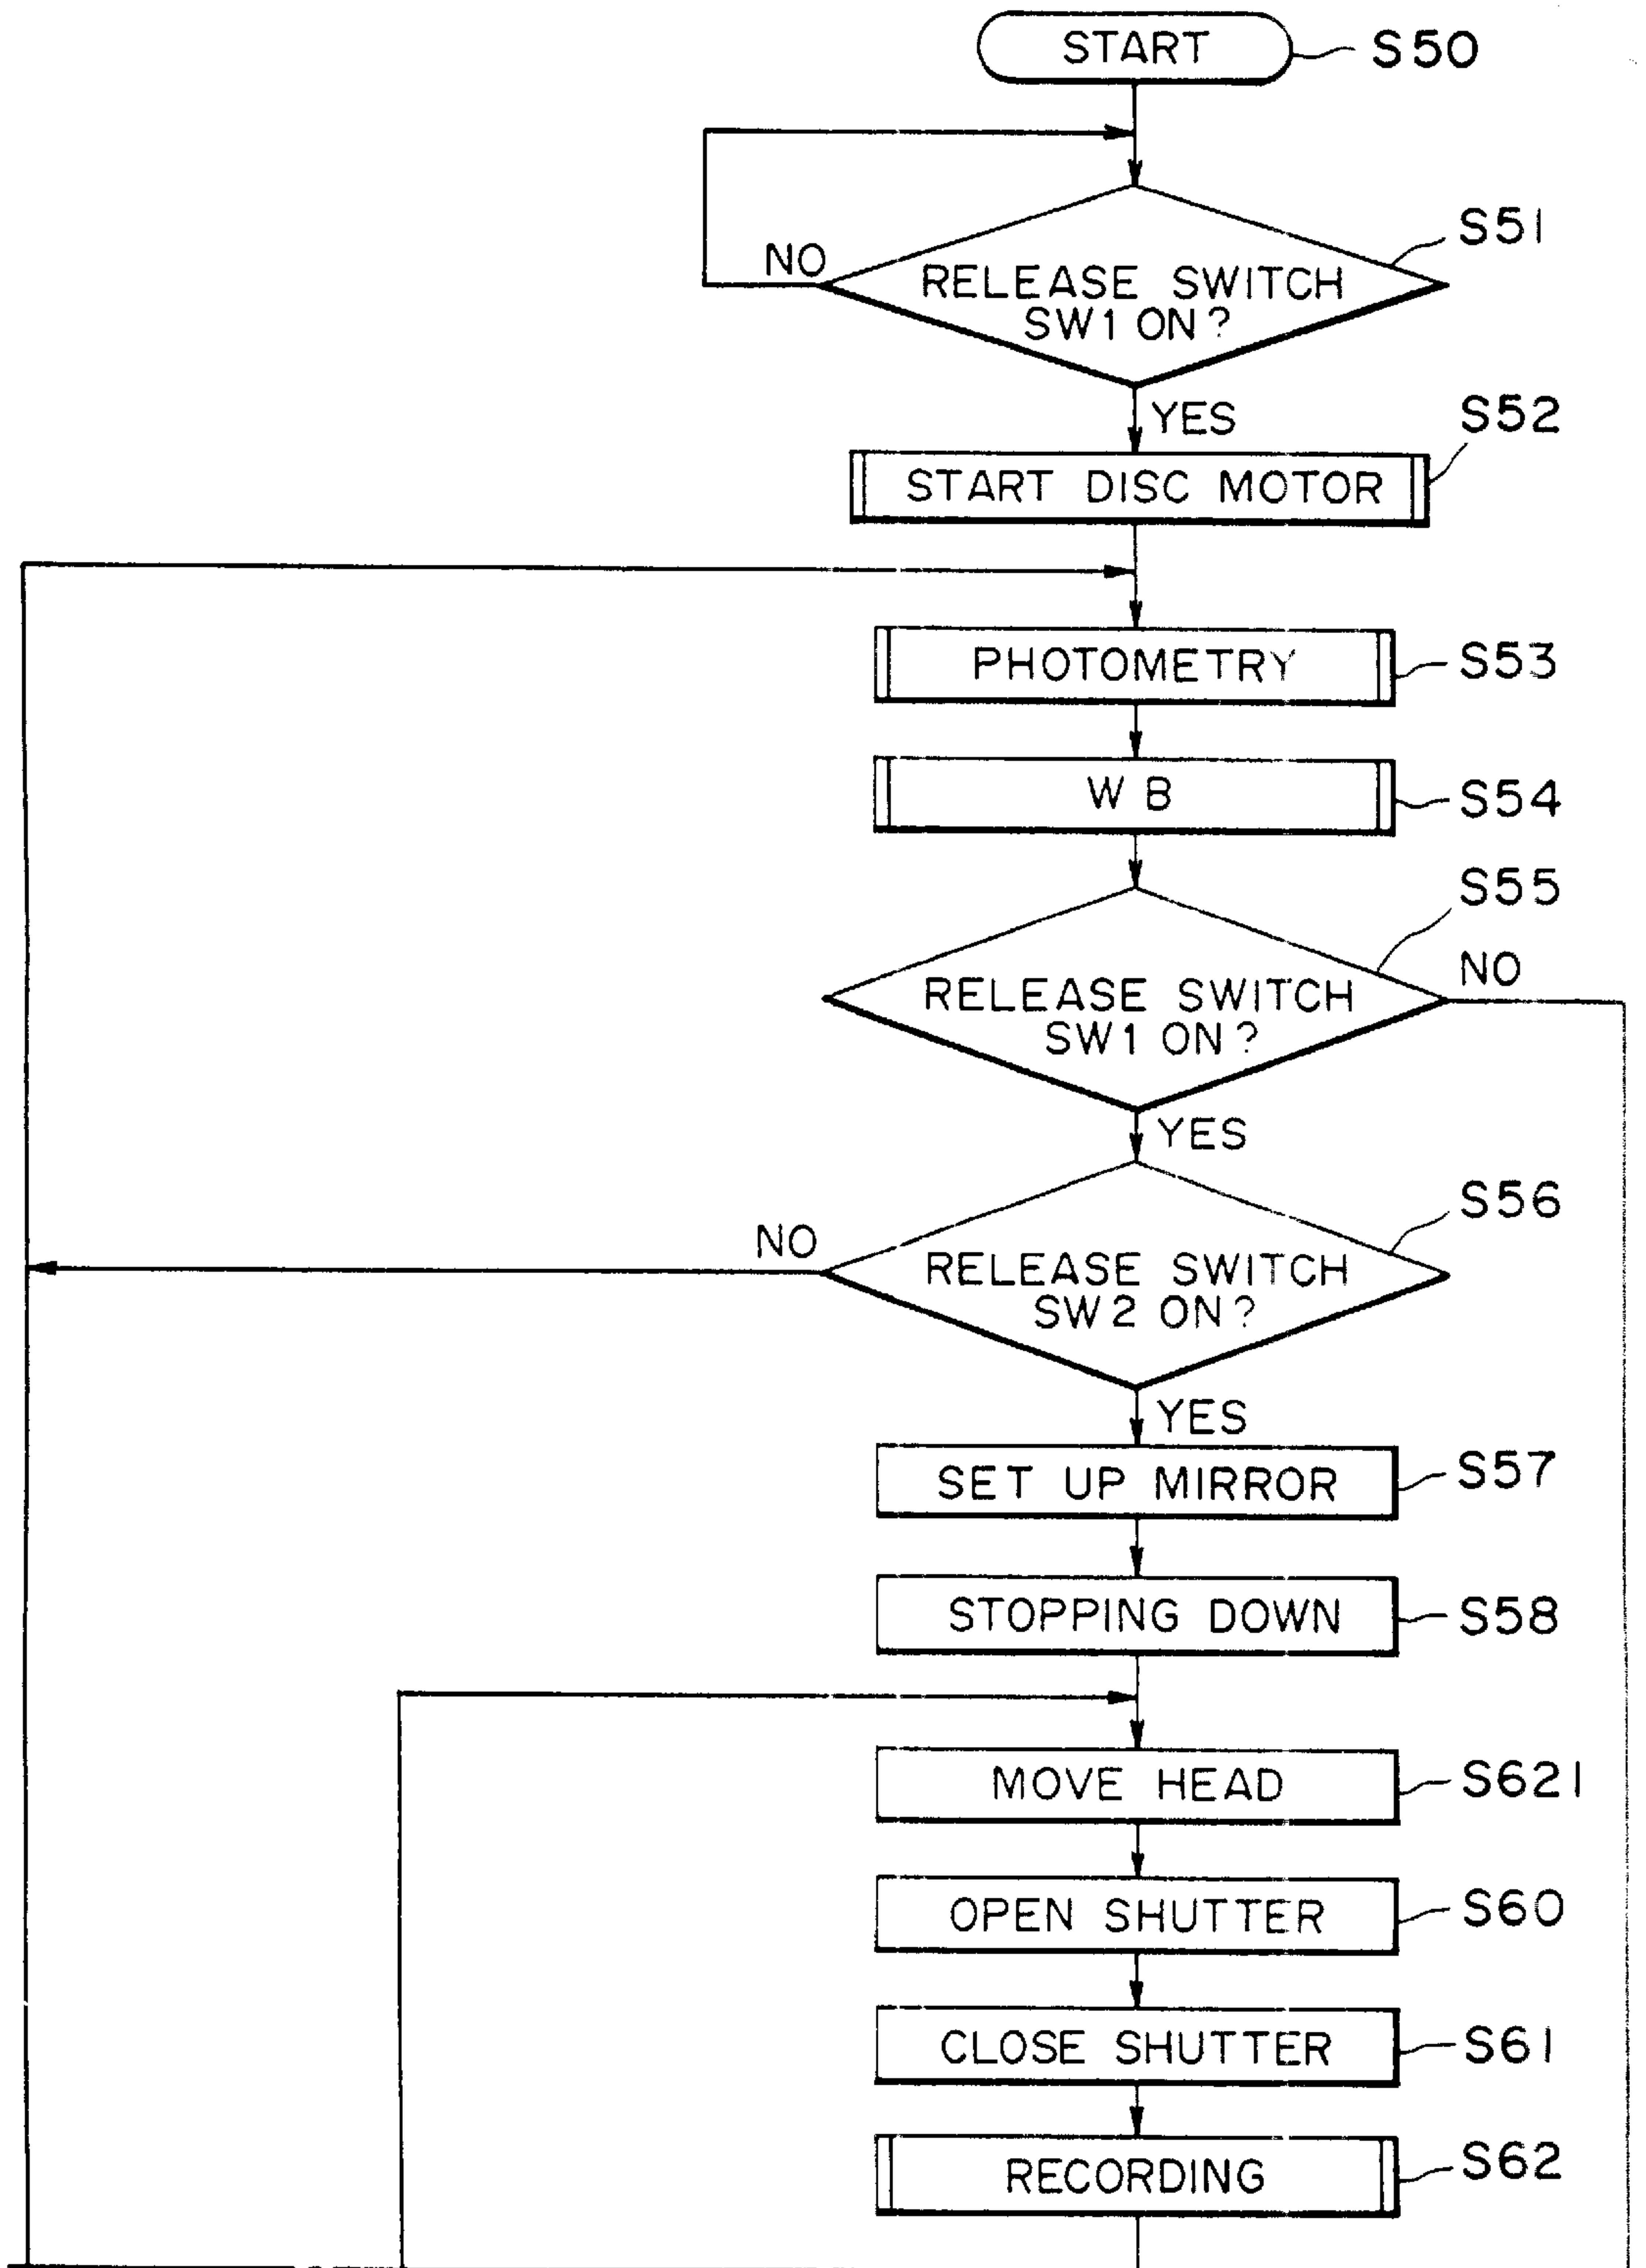 START
S50
S51
NO
RELEASE SWITCH
SW1 ON?
YES
S52
START DISC MOTOR
PHOTOMETRY
S53
WB
S54
S55
NO
RELEASE SWITCH
SW1 ON?
YES
S56
NO
RELEASE SWITCH
SW2 ON?
YES
SET UP MIRROR
S57
STOPPING DOWN
S58
MOVE HEAD
S621
OPEN SHUTTER
S60
CLOSE SHUTTER
S61
RECORDING
S62